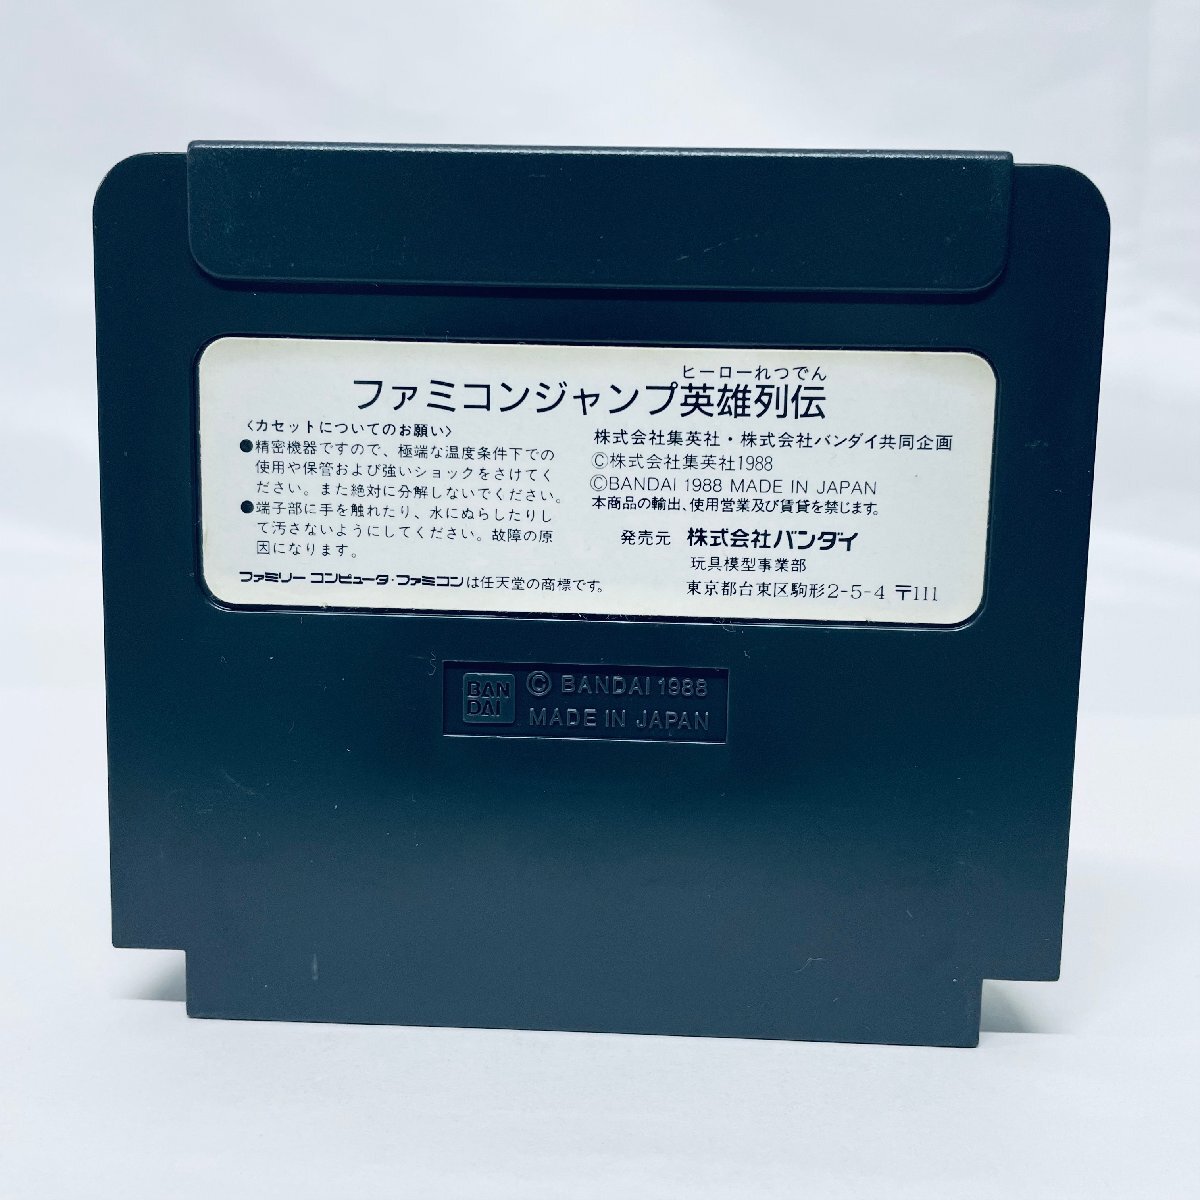 ヒーローれつでん
ファミコンジャンプ英雄列伝
〈カセットについてのお願い〉
●精密機器ですので、極端な温度条件下での
使用や保管および強いショックをさけてく
ださい。また絶対に分解しないでください。
●端子部に手を触れたり、水にぬらしたりし
て汚さないようにしてください。故障の原
因になります。
ファミリーコンピュータ・ファミコンは任天堂の商標です。
株式会社集英社・株式会社バンダイ共同企画
©株式会社集英社1988
©BANDAI 1988 MADE IN JAPAN
本商品の輸出、使用営業及び賃貸を禁じます。
発売元 株式会社バンダイ
玩具模型事業部
東京都台東区駒形2-5-4 〒111
BAN
DAI
© BANDAI 1988
MADE IN JAPAN